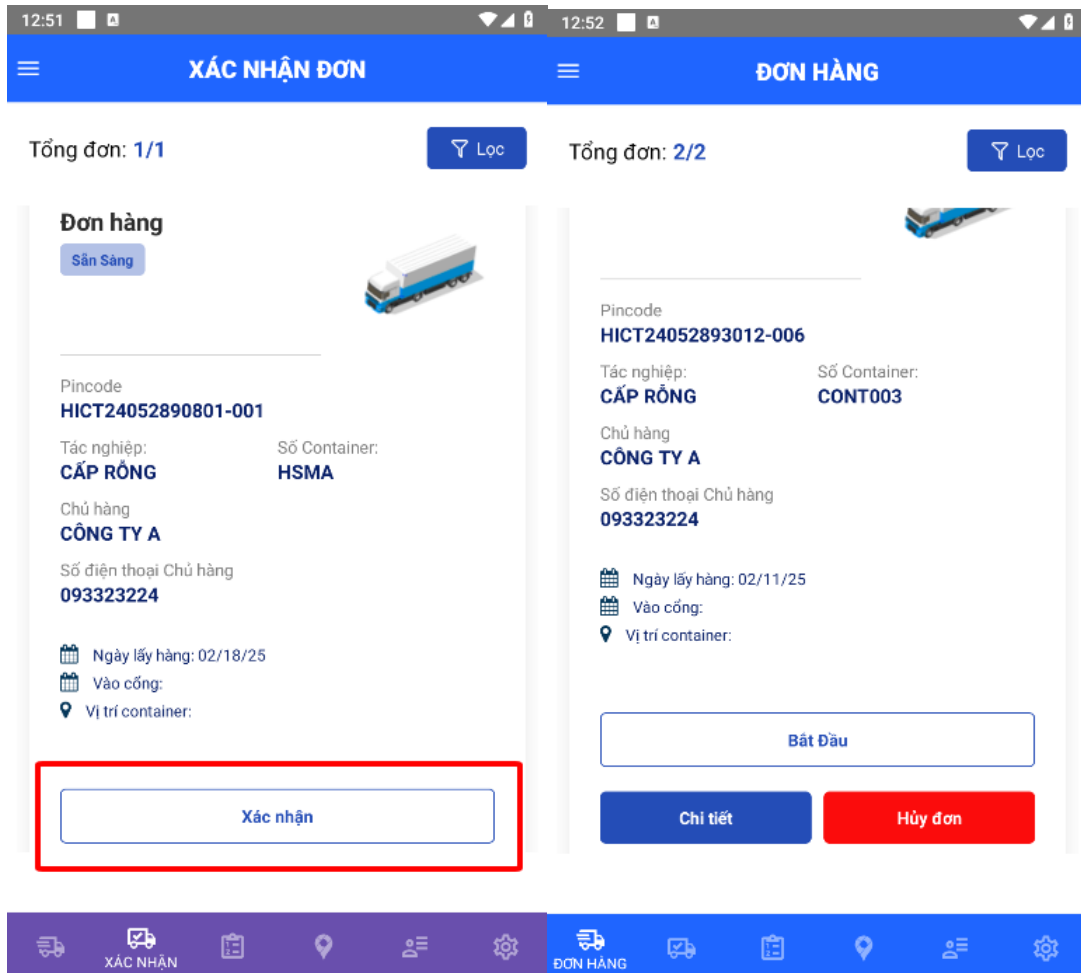 12:51
XÁC NHẬN ĐƠN
Tổng đơn: 1/1
Lọc
Đơn hàng
Sẵn Sàng
Pincode
HICT24052890801-001
Tác nghiệp: Số Container:
CẤP RỖNG HSMA
Chủ hàng
CÔNG TY A
Số điện thoại Chủ hàng
093323224
Ngày lấy hàng: 02/18/25
Vào cổng:
Vị trí container:
Xác nhận
XÁC NHẬN
12:52
ĐƠN HÀNG
Tổng đơn: 2/2
Lọc
Pincode
HICT24052893012-006
Tác nghiệp: Số Container:
CẤP RỖNG CONT003
Chủ hàng
CÔNG TY A
Số điện thoại Chủ hàng
093323224
Ngày lấy hàng: 02/11/25
Vào cổng:
Vị trí container:
Bắt Đầu
Chi tiết Hủy đơn
ĐƠN HÀNG